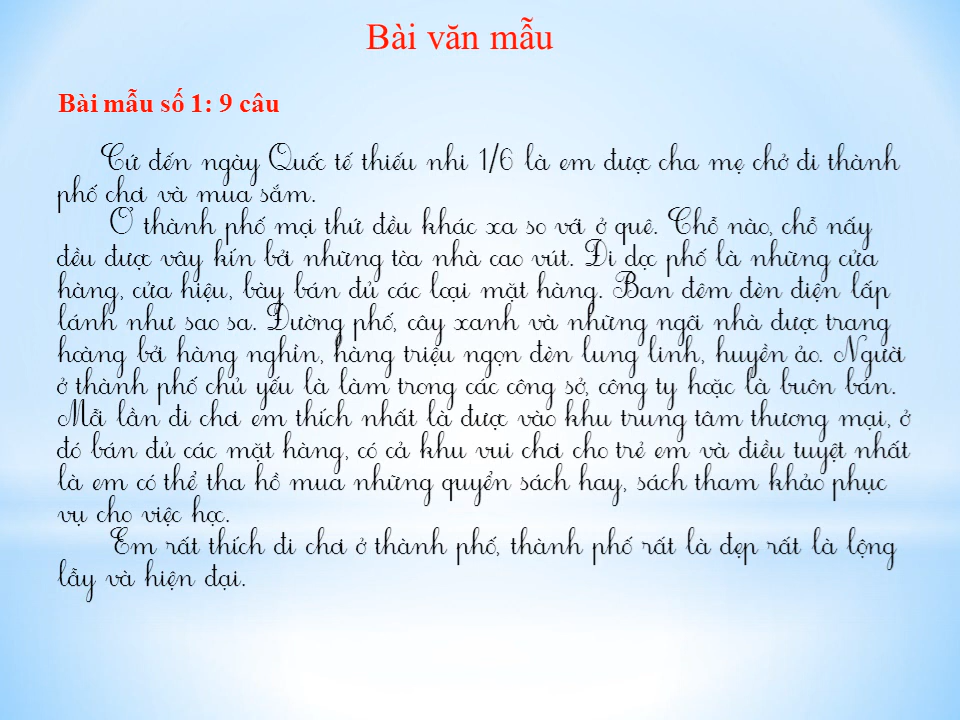 Bài văn mẫu
Bài mẫu số 1: 9 câu
Cứ đến ngày Quốc tế thiếu nhi 1/6 là em được cha mẹ chở đi thành
phố chơi và mua sắm.
Ở thành phố mọi thứ đều khác xa so với ở quê. Chỗ nào, chỗ nấy
đều được vây kín bởi những tòa nhà cao vút. Đi dọc phố là những cửa
hàng, cửa hiệu, bày bán đủ các loại mặt hàng. Ban đêm đèn điện lấp
lánh như sao sa. Đường phố, cây xanh và những ngôi nhà được trang
hoàng bởi hàng nghìn, hàng triệu ngọn đèn lung linh, huyền ảo. Người
ở thành phố chủ yếu là làm trong các công sở, công ty hoặc là buôn bán.
Mỗi lần đi chơi em thích nhất là được vào khu trung tâm thương mại, ở
đó bán đủ các mặt hàng, có cả khu vui chơi cho trẻ em và điều tuyệt nhất
là em có thể tha hồ mua những quyển sách hay, sách tham khảo phục
vụ cho việc học.
Em rất thích đi chơi ở thành phố, thành phố rất là đẹp rất là lộng
lẫy và hiện đại.